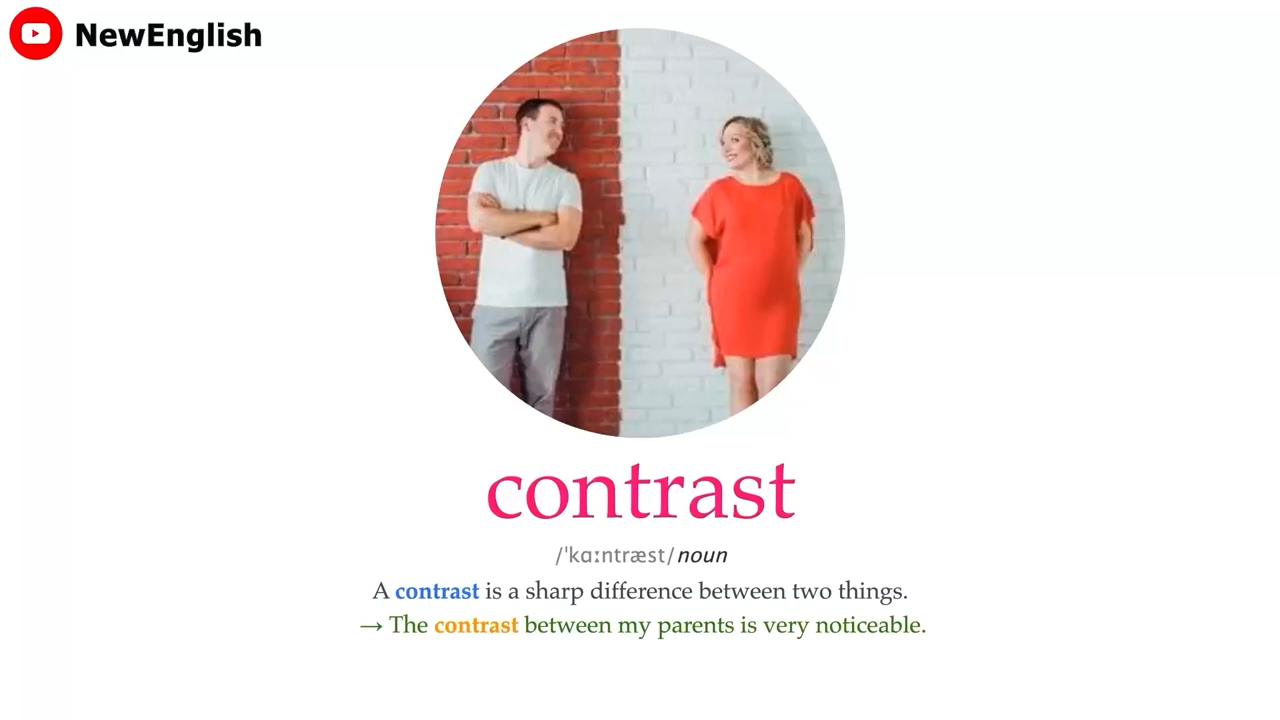 NewEnglish
contrast
/ˈkɑːntræst/ noun
A contrast is a sharp difference between two things.
→ The contrast between my parents is very noticeable.